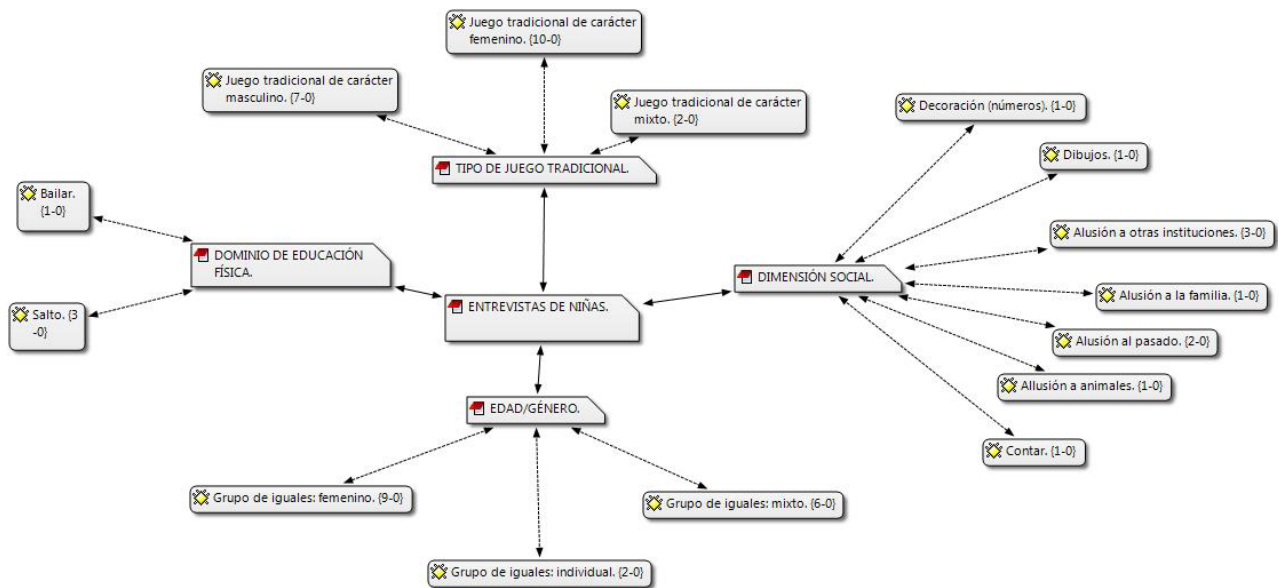 Juego tradicional de carácter
femenino. {10-0}
Juego tradicional de carácter
masculino. {7-0}
Juego tradicional de carácter
mixto. {2-0}
TIPO DE JUEGO TRADICIONAL.
Decoración (números). {1-0}
Dibujos. {1-0}
Bailar.
{1-0}
DOMINIO DE EDUCACIÓN
FÍSICA.
Alusión a otras instituciones. {3-0}
DIMENSIÓN SOCIAL.
Alusión a la familia. {1-0}
Salto. {3
-0}
ENTREVISTAS DE NIÑAS.
Alusión al pasado. {2-0}
Allusión a animales. {1-0}
EDAD/GÉNERO.
Contar. {1-0}
Grupo de iguales: femenino. {9-0}
Grupo de iguales: mixto. {6-0}
Grupo de iguales: individual. {2-0}